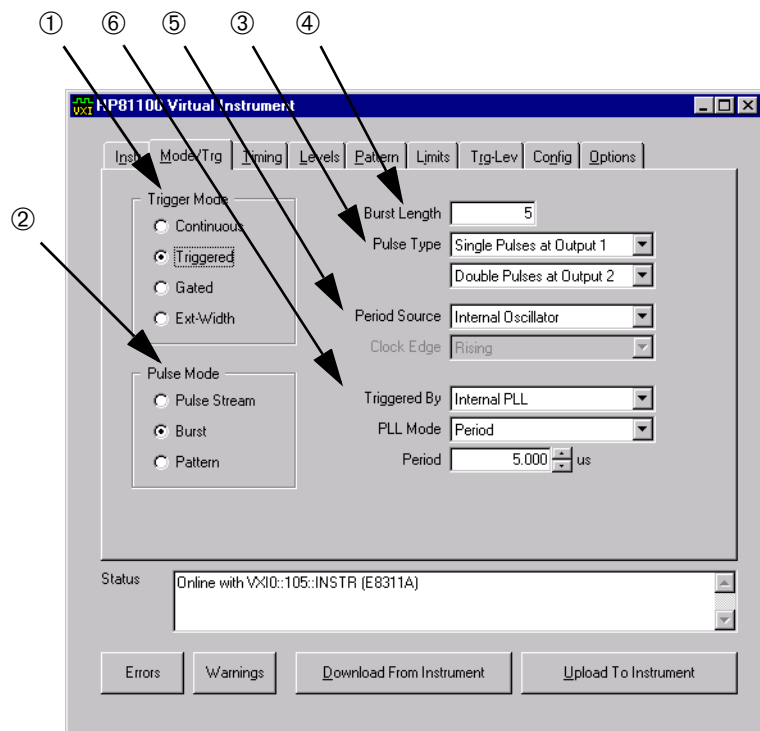 ① ⑥ ⑤ ③ ④
VXI HP81100 Virtual Instrument
Inst Mode/Trg Timing Levels Pattern Limits Trg-Lev Config Options
②
Trigger Mode
Continuous
Triggered
Gated
Ext-Width
Pulse Mode
Pulse Stream
Burst
Pattern
Burst Length 5
Pulse Type Single Pulses at Output 1
Double Pulses at Output 2
Period Source Internal Oscillator
Clock Edge Rising
Triggered By Internal PLL
PLL Mode Period
Period 5.000 us
Status Online with VXI0::105::INSTR (E8311A)
Errors Warnings Download From Instrument Upload To Instrument